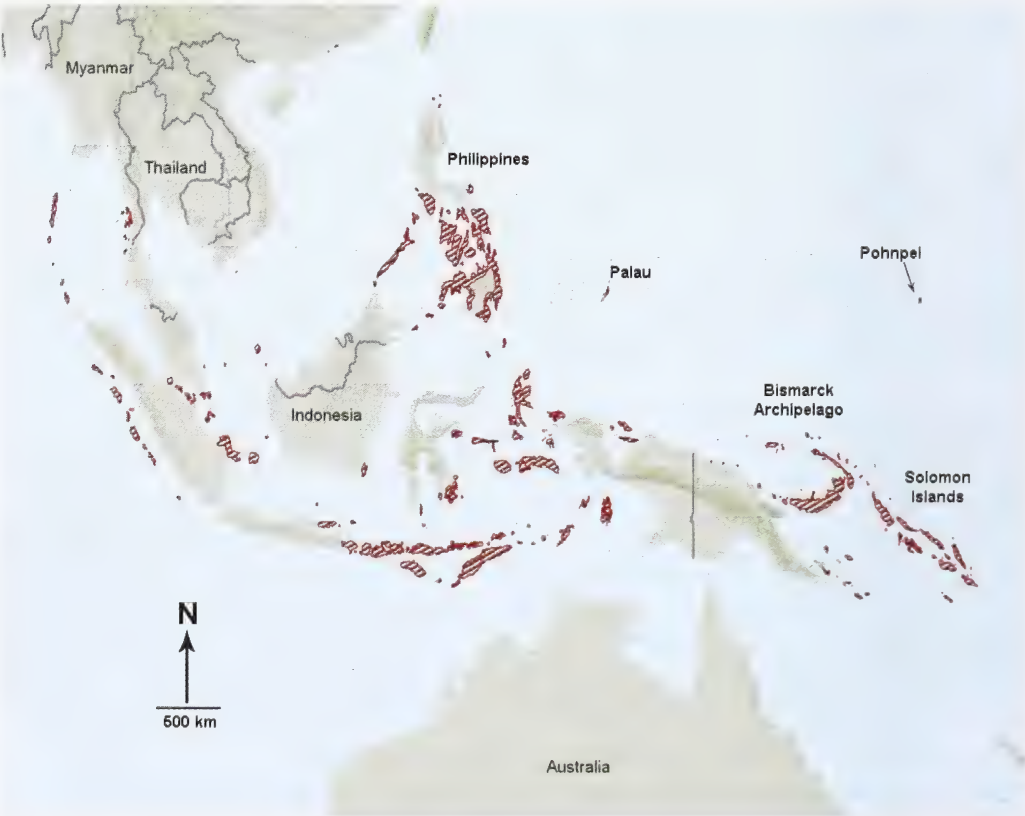 Myanmar
Thailand
Philippines
Palau
Pohnpei
Indonesia
Bismarck
Archipelago
Solomon
Islands
N
500 km
Australia